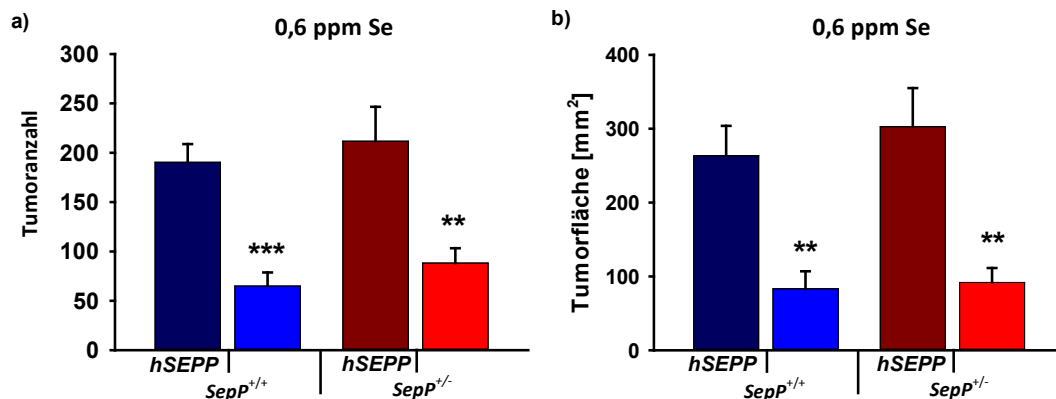 a)
0,6 ppm Se
Tumoranzahl
300
250
200
150
100
50
0
***
**
hSEPP
hSEPP
SepP+/+
SepP+/-
b)
0,6 ppm Se
Tumorfläche [mm²]
400
300
200
100
0
**
**
hSEPP
hSEPP
SepP+/+
SepP+/-